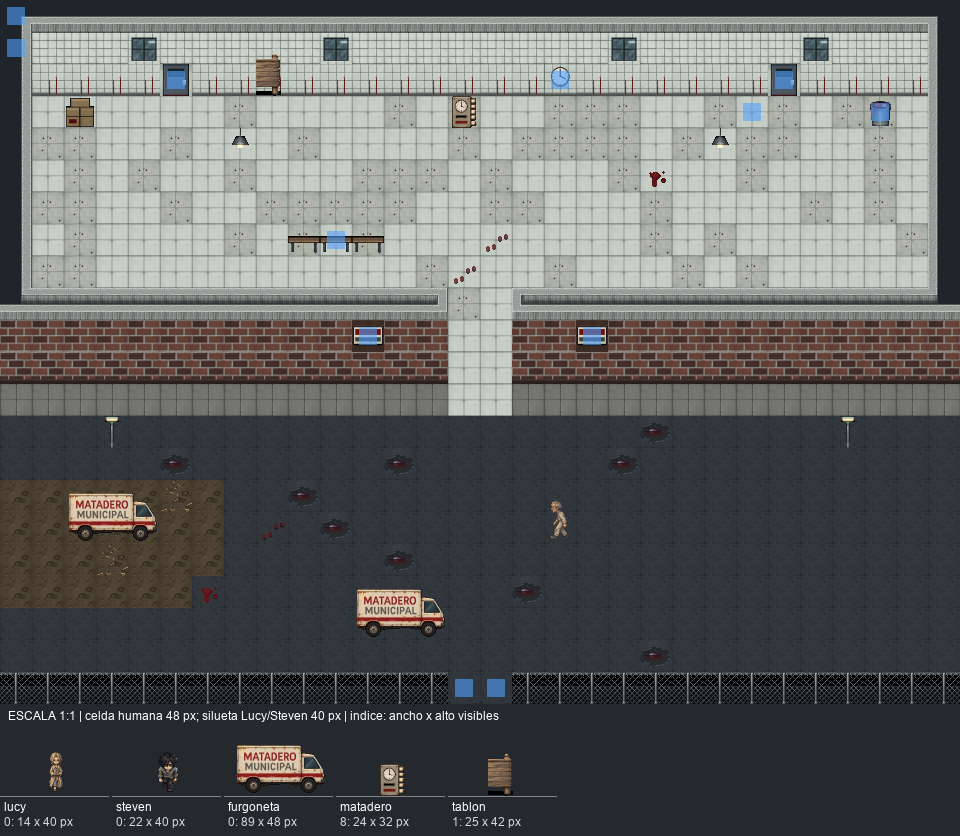 MATADERO
MUNICIPAL
MATADERO
MUNICIPAL
ESCALA 1:1 | celda humana 48 px; silueta Lucy/Steven 40 px | indice: ancho x alto visibles
MATADERO
MUNICIPAL
lucy
0: 14 x 40 px
steven
0: 22 x 40 px
furgoneta
0: 89 x 48 px
matadero
8: 24 x 32 px
tablon
1: 25 x 42 px